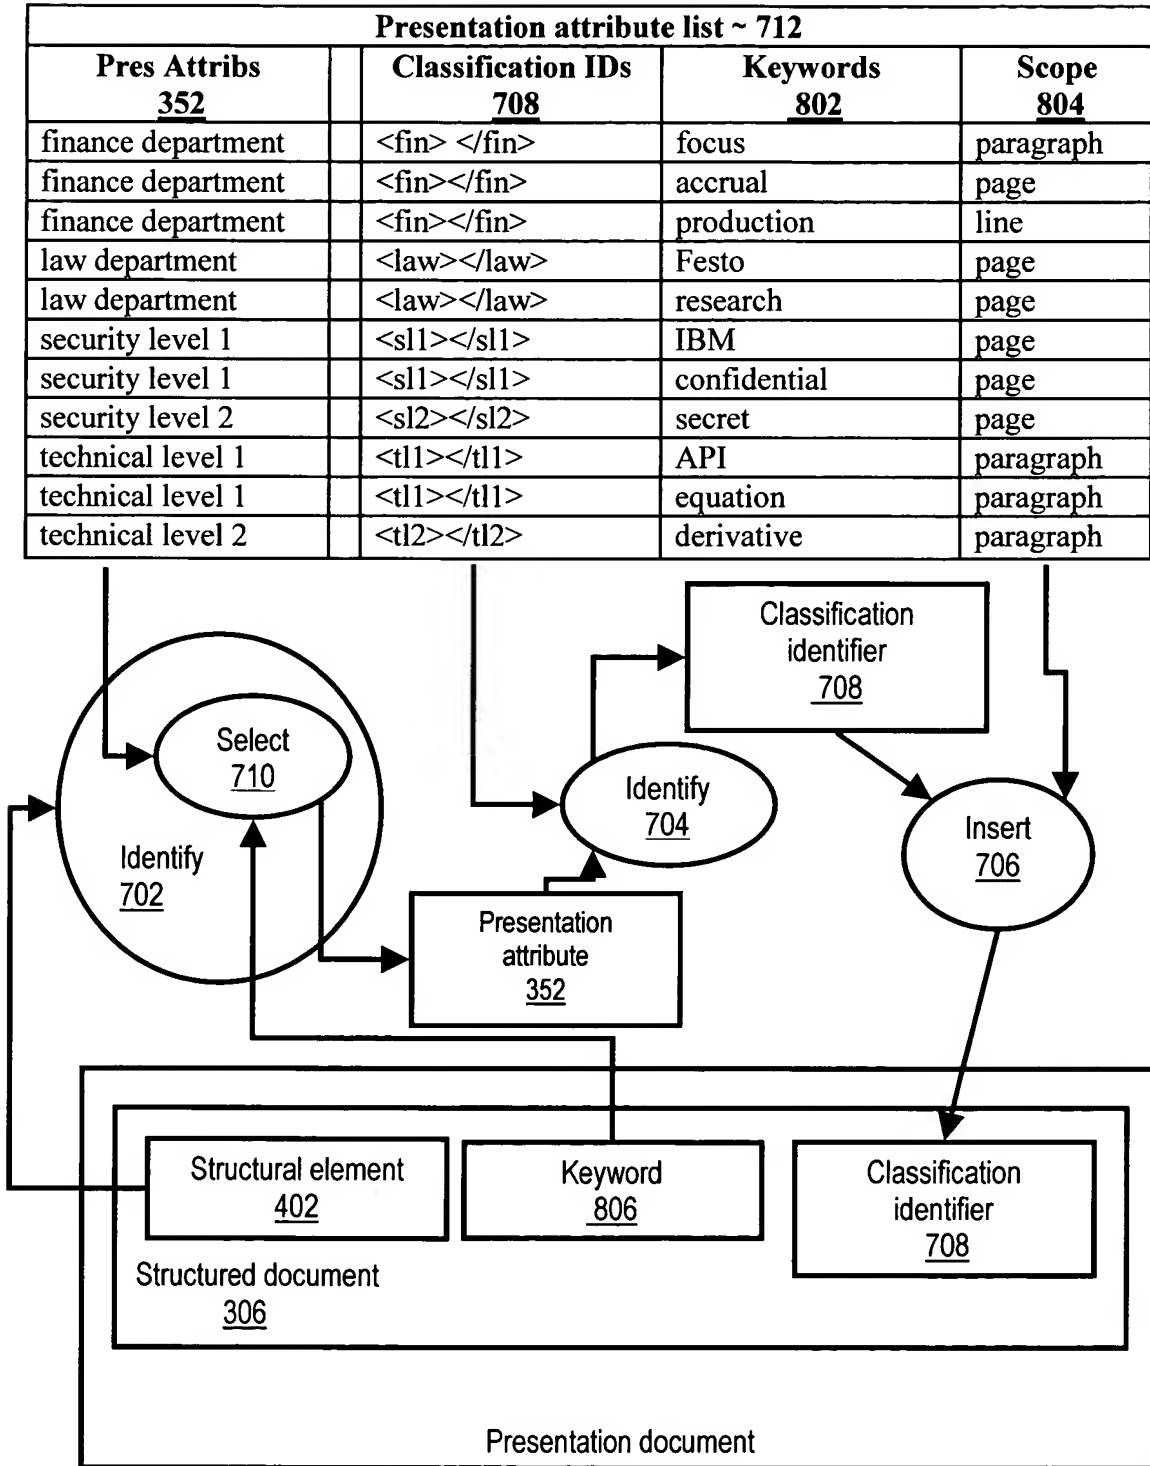 Presentation attribute list ~ 712
Pres Attribs Classification IDs Keywords Scope
352 708 802 804
finance department <fin> </fin> focus paragraph
finance department <fin></fin> accrual page
finance department <fin></fin> production line
law department <law></law> Festo page
law department <law></law> research page
security level 1 <sl1></sl1> IBM page
security level 1 <sl1></sl1> confidential page
security level 2 <sl2></sl2> secret page
technical level 1 <tl1></tl1> API paragraph
technical level 1 <tl1></tl1> equation paragraph
technical level 2 <tl2></tl2> derivative paragraph
Classification
identifier
708
Select
710
Identify
704
Insert
706
Identify
702
Presentation
attribute
352
Structural element
402
Keyword
806
Classification
identifier
708
Structured document
306
Presentation document